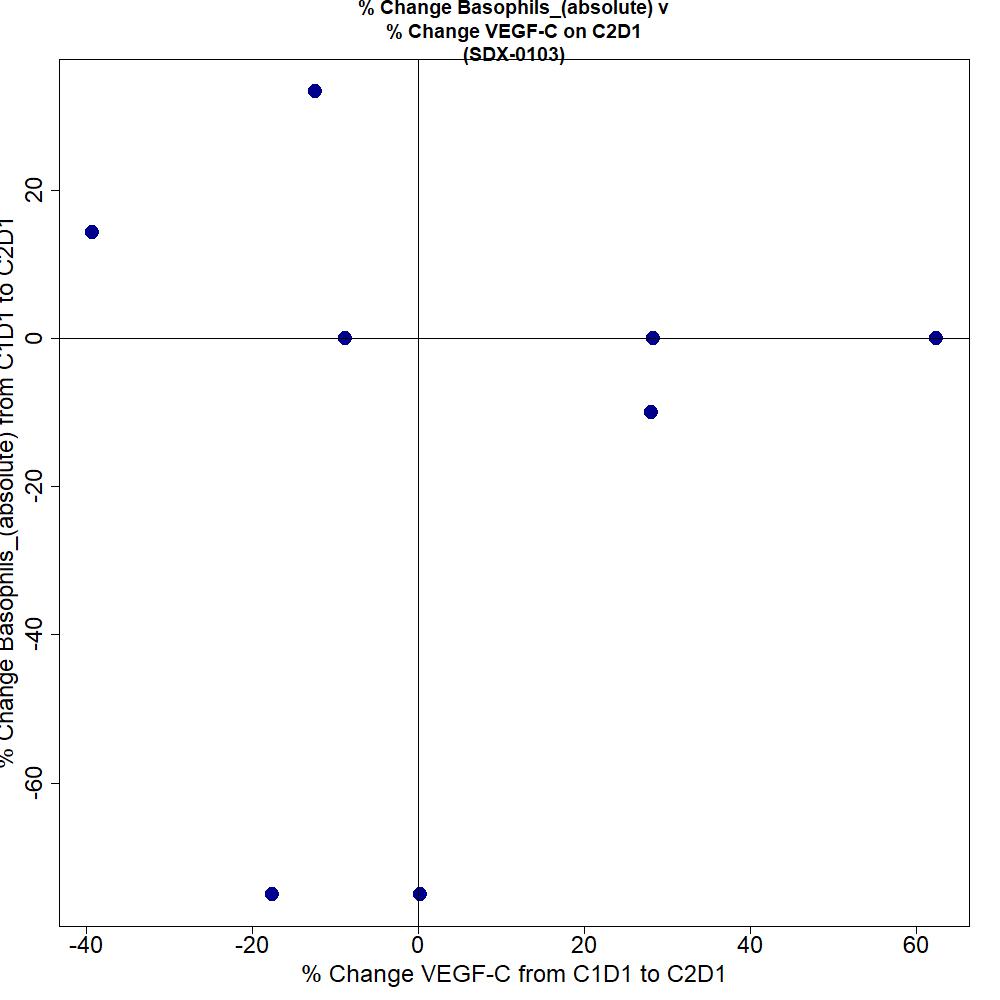 % Change Basophils_(absolute) v
% Change VEGF-C on C2D1
(SDX-0103)
% Change Basophils_(absolute) from C1D1 to C2D1
20
0
-20
-40
-60
-40
-20
0
20
40
60
% Change VEGF-C from C1D1 to C2D1